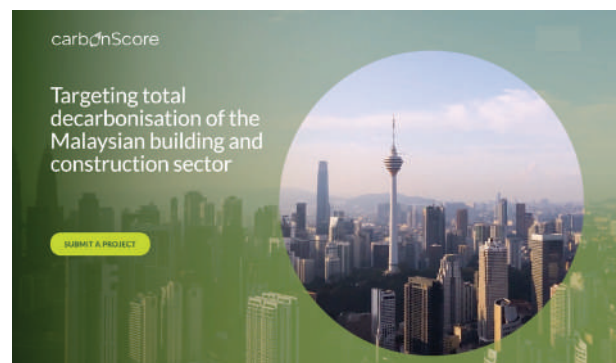 carbonScore
Targeting total
decarbonisation of the
Malaysian building and
construction sector
SUBMIT A PROJECT